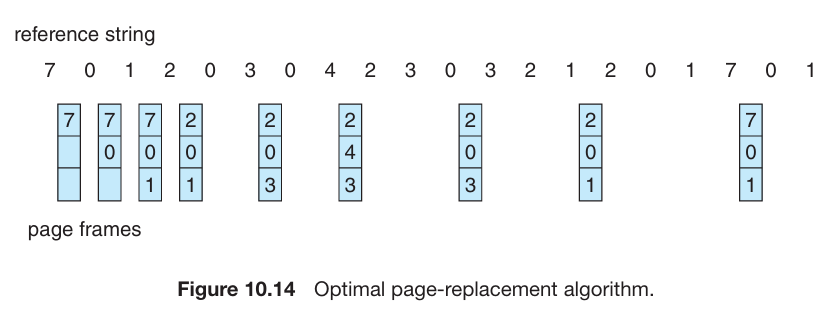 reference string
7 0 1 2 0 3 0 4 2 3 0 3 2 1 2 0 1 7 0 1
7 7 7 2 2 2 2 2 7
0 0 0 0 4 0 0 0
1 1 3 3 3 1 1
page frames
Figure 10.14 Optimal page-replacement algorithm.